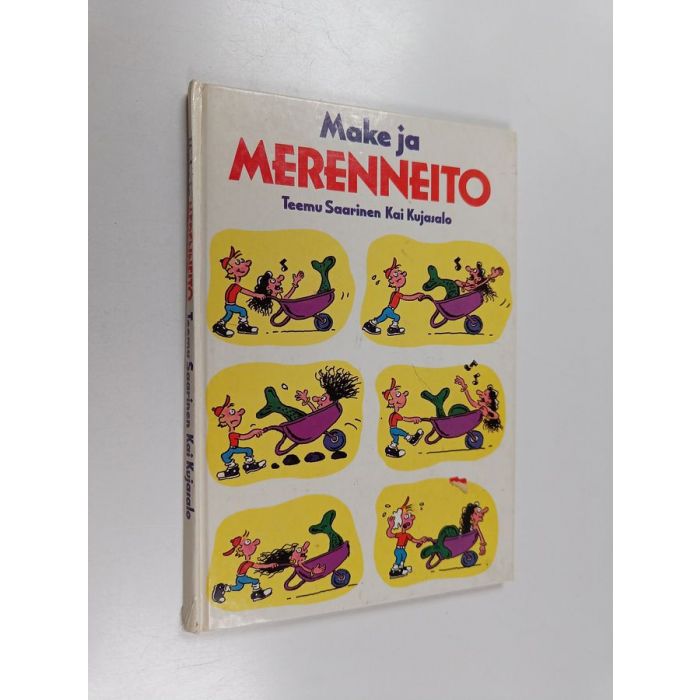 Make ja
MERENNEITO
Teemu Saarinen Kai Kujasalo
MERENNEITO Teemu Saarinen Kai Kujasalo